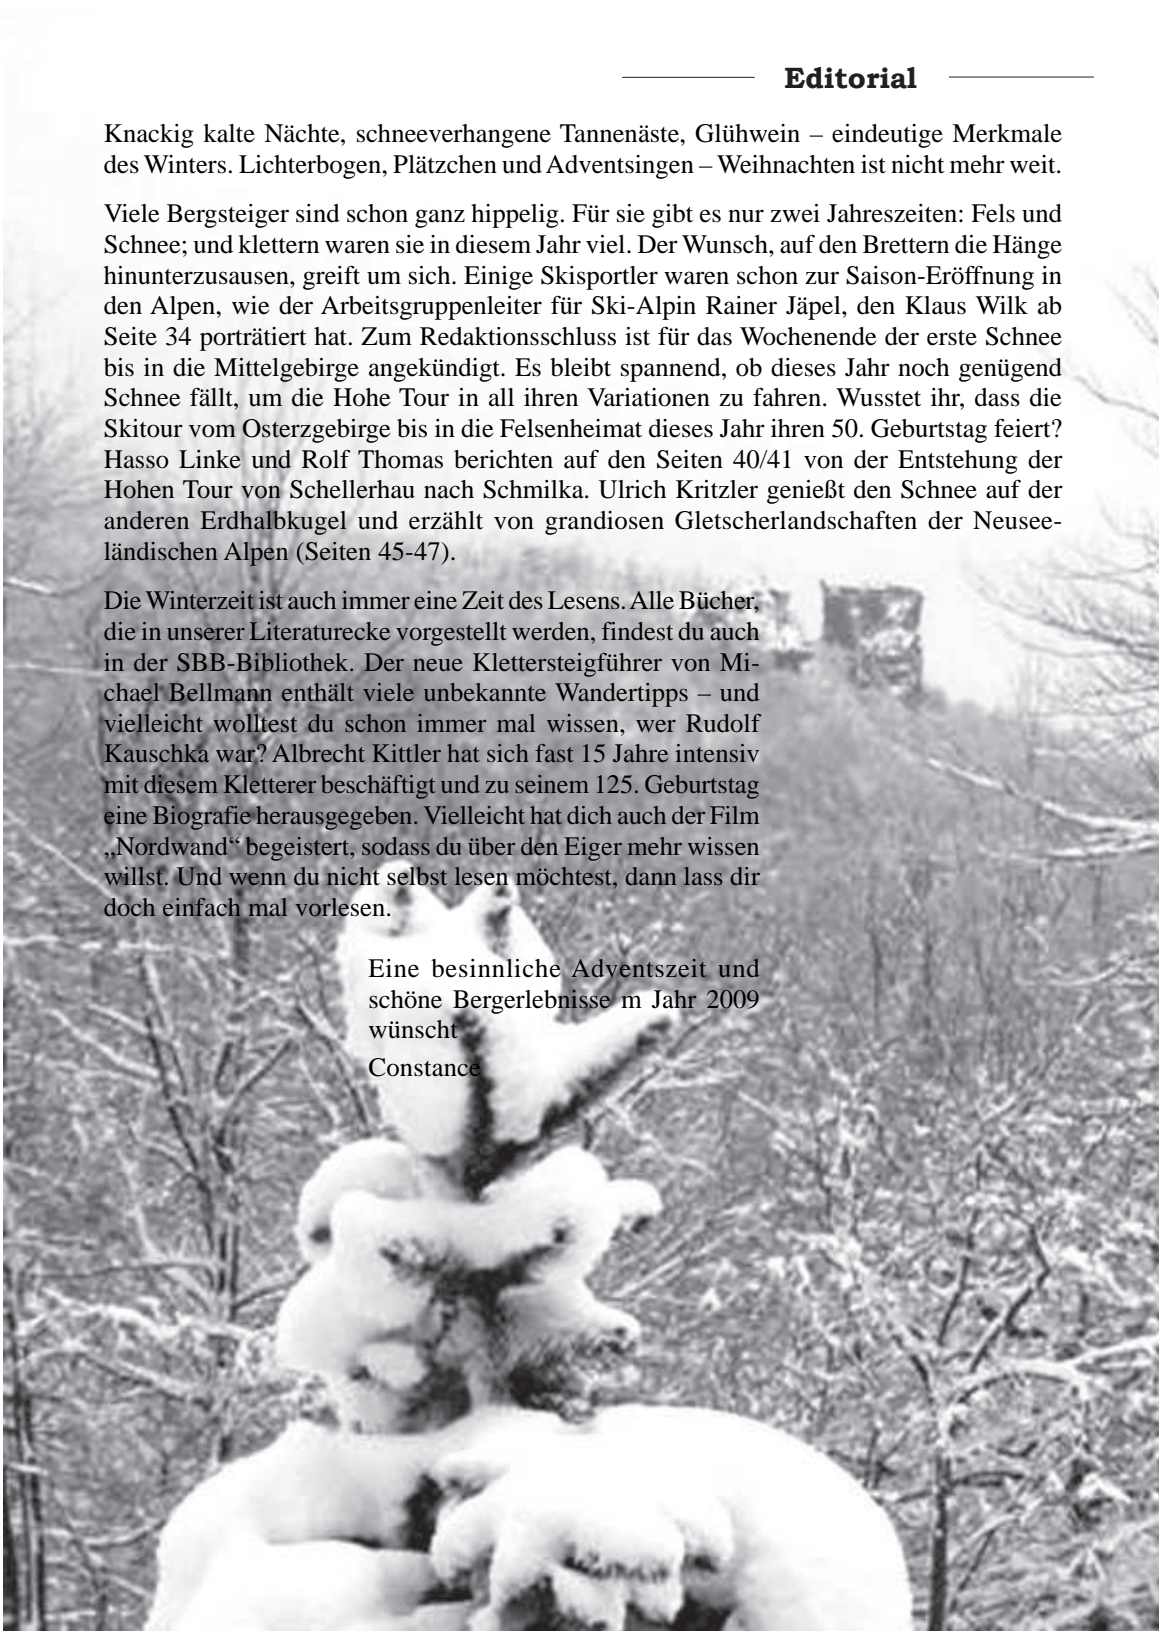 Editorial
Knackig kalte Nächte, schneeverhangene Tannenäste, Glühwein – eindeutige Merkmale
des Winters. Lichterbogen, Plätzchen und Adventsingen – Weihnachten ist nicht mehr weit.
Viele Bergsteiger sind schon ganz hippelig. Für sie gibt es nur zwei Jahreszeiten: Fels und
Schnee; und klettern waren sie in diesem Jahr viel. Der Wunsch, auf den Brettern die Hänge
hinunterzusausen, greift um sich. Einige Skisportler waren schon zur Saison-Eröffnung in
den Alpen, wie der Arbeitsgruppenleiter für Ski-Alpin Rainer Jäpel, den Klaus Wilk ab
Seite 34 porträtiert hat. Zum Redaktionsschluss ist für das Wochenende der erste Schnee
bis in die Mittelgebirge angekündigt. Es bleibt spannend, ob dieses Jahr noch genügend
Schnee fällt, um die Hohe Tour in all ihren Variationen zu fahren. Wusstet ihr, dass die
Skitour vom Osterzgebirge bis in die Felsenheimat dieses Jahr ihren 50. Geburtstag feiert?
Hasso Linke und Rolf Thomas berichten auf den Seiten 40/41 von der Entstehung der
Hohen Tour von Schellerhau nach Schmilka. Ulrich Kritzler genießt den Schnee auf der
anderen Erdhalbkugel und erzählt von grandiosen Gletscherlandschaften der Neusee-
ländischen Alpen (Seiten 45-47).
Die Winterzeit ist auch immer eine Zeit des Lesens. Alle Bücher,
die in unserer Literaturecke vorgestellt werden, findest du auch
in der SBB-Bibliothek. Der neue Klettersteigführer von Mi-
chael Bellmann enthält viele unbekannte Wandertipps – und
vielleicht wolltest du schon immer mal wissen, wer Rudolf
Kauschka war? Albrecht Kittler hat sich fast 15 Jahre intensiv
mit diesem Kletterer beschäftigt und zu seinem 125. Geburtstag
eine Biografie herausgegeben. Vielleicht hat dich auch der Film
„Nordwand“ begeistert, sodass du über den Eiger mehr wissen
willst. Und wenn du nicht selbst lesen möchtest, dann lass dir
doch einfach mal vorlesen.
Eine besinnliche Adventszeit und
schöne Bergerlebnisse m Jahr 2009
wünscht
Constance